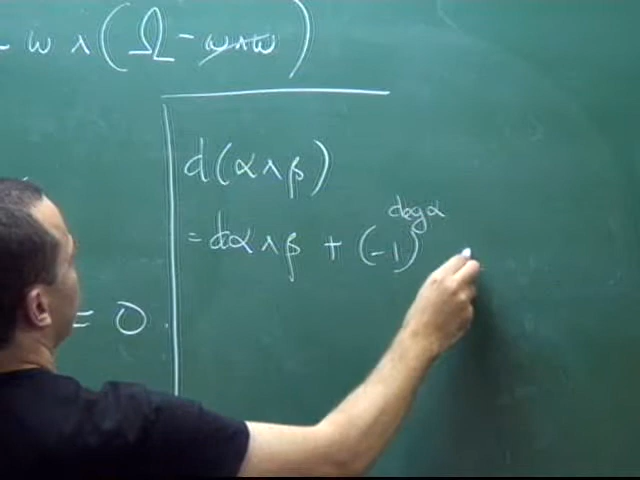 - ω ∧ (Ω - ω∧ω)
d(α∧β)
= dα∧β + (-1)^{deg α}
= 0